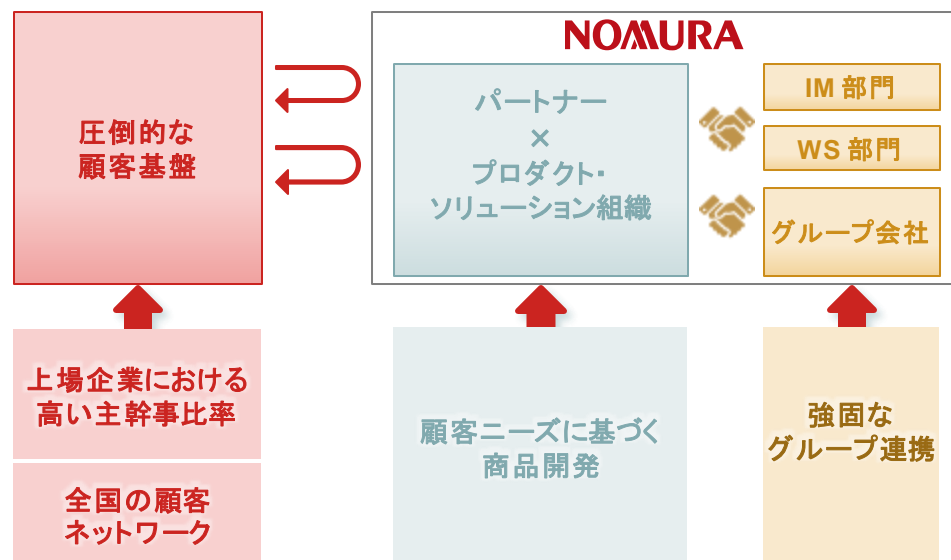 圧倒的な
顧客基盤
NOMURA
パートナー
×
プロダクト・
ソリューション組織
IM 部門
WS 部門
グループ会社
上場企業における
高い主幹事比率
全国の顧客
ネットワーク
顧客ニーズに基づく
商品開発
強固な
グループ連携